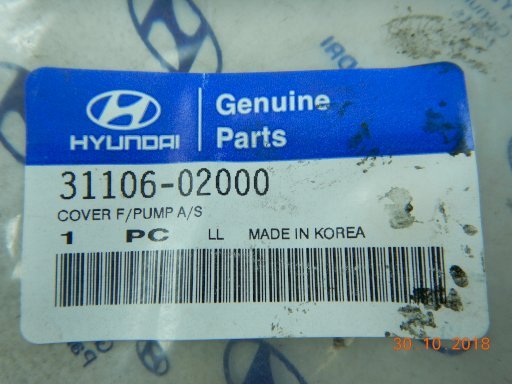 HYUNDAI
Genuine
Parts
31106-02000
COVER F/PUMP A/S
1 PC LL MADE IN KOREA
30 10 2018